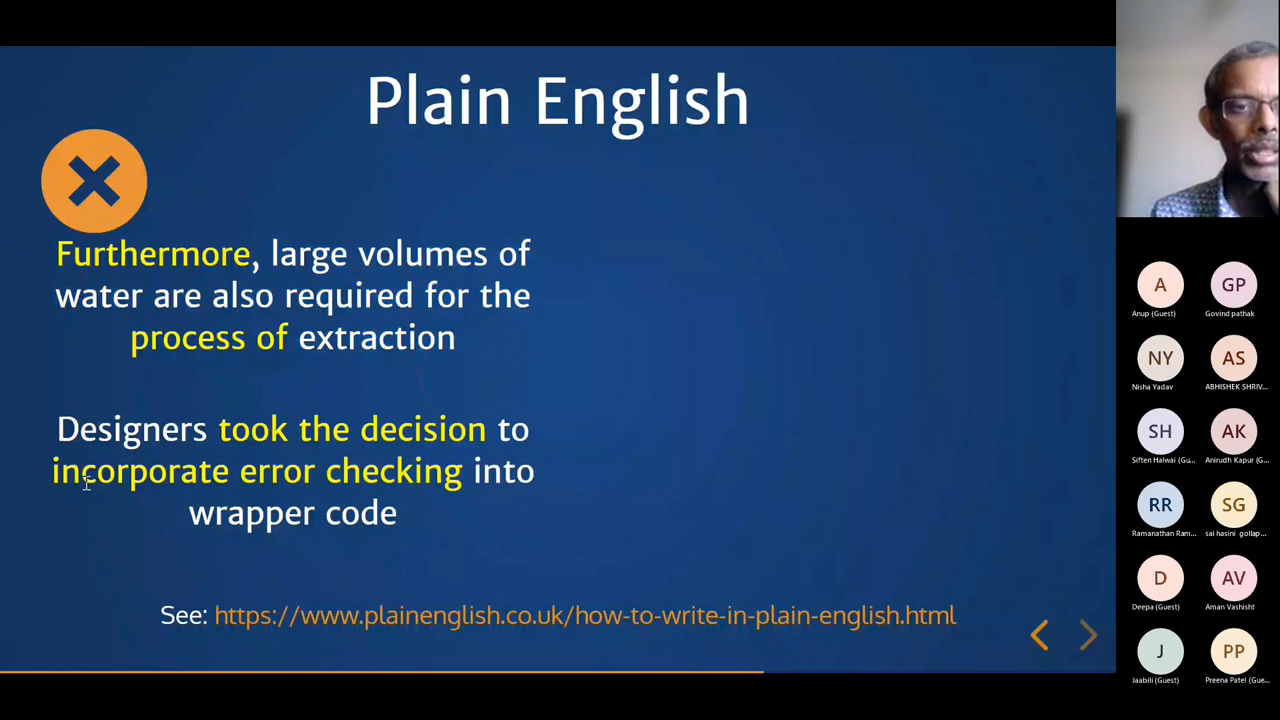 Plain English
Furthermore, large volumes of
water are also required for the
process of extraction
Designers took the decision to
incorporate error checking into
wrapper code
See: https://www.plainenglish.co.uk/how-to-write-in-plain-english.html
A
GP
Anup (Guest)
Govind pathak
NY
AS
Nisha Yadav
ABHISHEK SHRIV...
SH
AK
Siften Halwai (Gu...
Anirudh Kapur (G...
RR
SG
Ramanathan Ram...
sai hasini gollap...
D
AV
Deepa (Guest)
Aman Vashisht
J
PP
Jaabili (Guest)
Preena Patel (Gue...